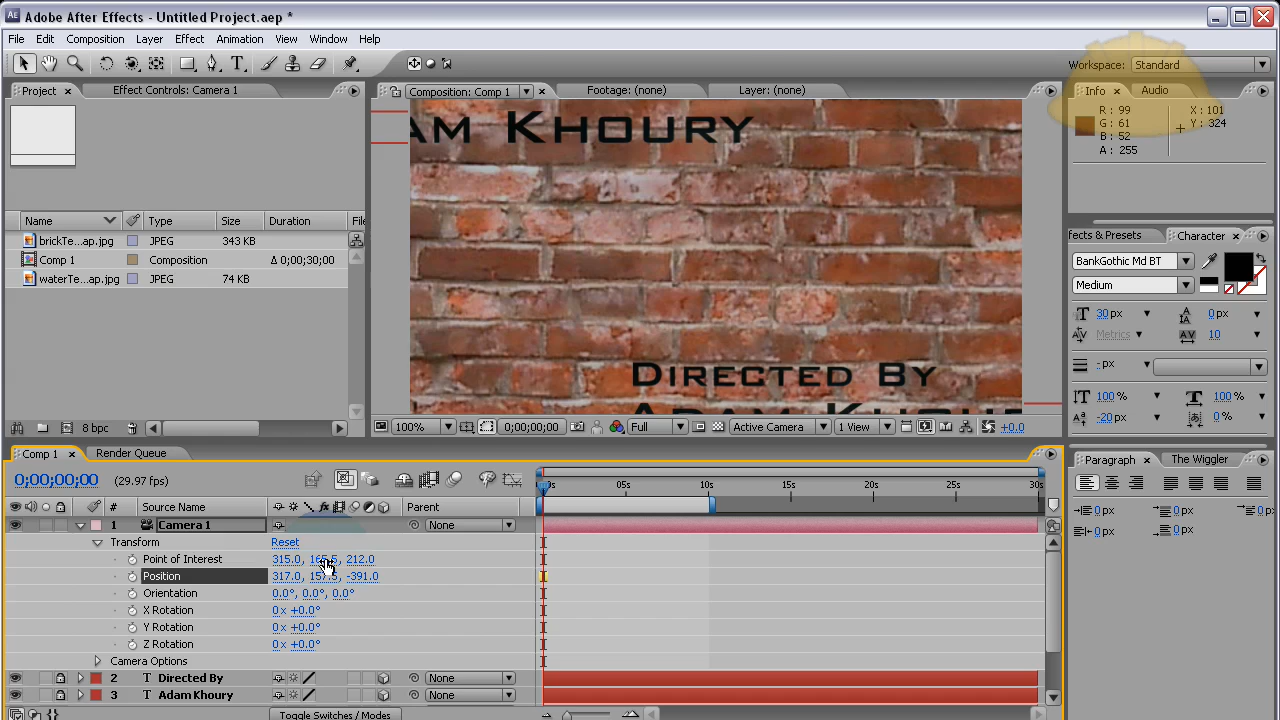 Adobe After Effects - Untitled Project.aep *
File Edit Composition Layer Effect Animation View Window Help
Workspace: Standard
Project Effect Controls: Camera 1
Composition: Comp 1 Footage: (none) Layer: (none)
Info Audio
R : 99 X : 101
G : 61 Y : 324
B : 52
A : 255
AM KHOURY
DIRECTED BY
Name Type Size Duration
brickTe...ap.jpg JPEG 343 KB
Comp 1 Composition Δ 0;00;30;00
waterTe...ap.jpg JPEG 74 KB
8 bpc
100% 0;00;00;00 Full Active Camera 1 View +0.0
fects & Presets Character
BankGothic Md BT
Medium
30 px 0 px
Metrics 10
- px
100 % 100 %
-20 px 0 %
Paragraph The Wiggler
0 px 0 px
0 px 0 px
Comp 1 Render Queue
0;00;00;00 (29.97 fps)
05s 10s 15s 20s 25s 30s
# Source Name Parent
1 Camera 1 None
Transform Reset
Point of Interest 315.0, 212.0
Position 317.0, -391.0
Orientation 0.0°, 0.0°, 0.0°
X Rotation 0 x +0.0°
Y Rotation 0 x +0.0°
Z Rotation 0 x +0.0°
Camera Options
2 T Directed By None
3 T Adam Khoury None
Toggle Switches / Modes